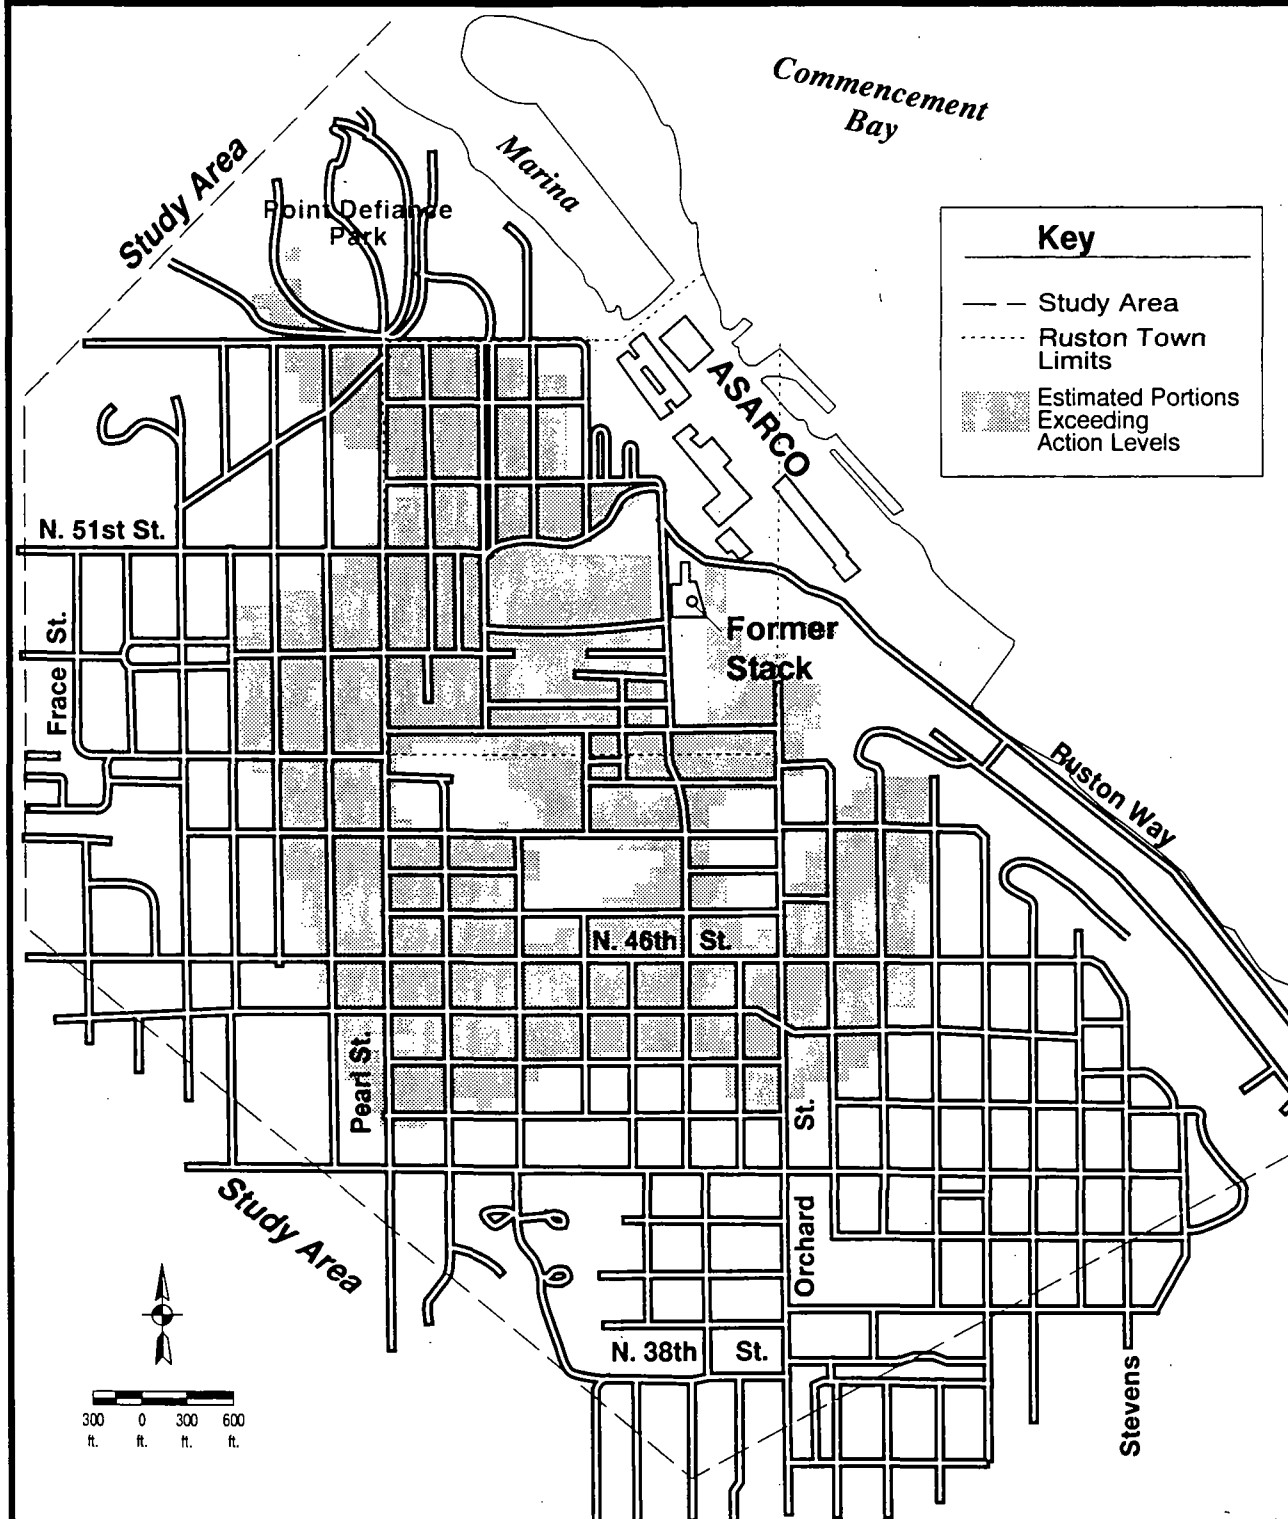 Commencement
Bay
Marina
Study Area
Point Defiance
Park
Key
Study Area
Ruston Town
Limits
Estimated Portions
Exceeding
Action Levels
ASARCO
N. 51st St.
Frace St.
Former
Stack
Ruston Way
N. 46th St.
Pearl St.
Orchard St.
Study Area
N. 38th St.
Stevens
300 0 300 600
ft. ft. ft. ft.